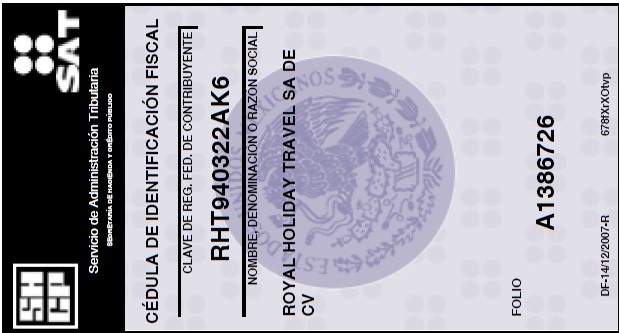 SHCP
SAT
Servicio de Administración Tributaria
SECRETARÍA DE HACIENDA Y CRÉDITO PÚBLICO
CÉDULA DE IDENTIFICACIÓN FISCAL
CLAVE DE REG. FED. DE CONTRIBUYENTE
RHT940322AK6
NOMBRE, DENOMINACIÓN O RAZÓN SOCIAL
ROYAL HOLIDAY TRAVEL SA DE
CV
FOLIO
A1386726
DF-14/12/2007-R
678fXrXOtvp